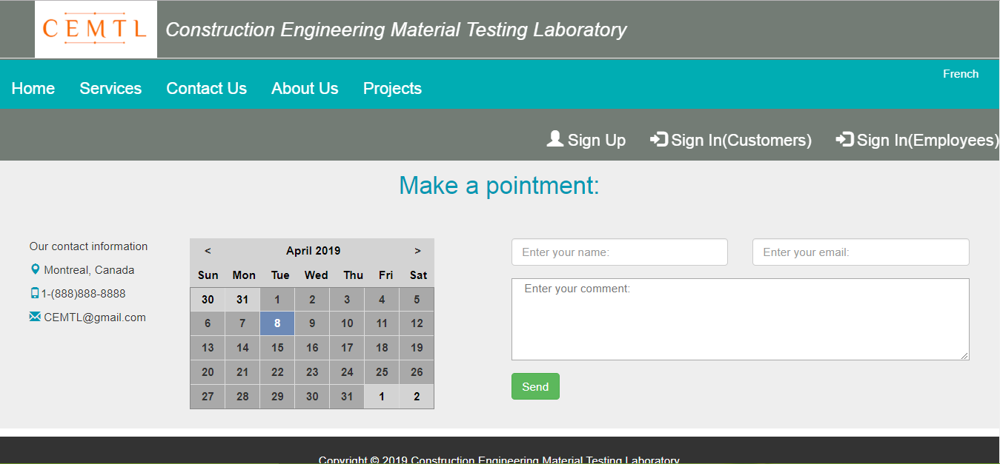 CEMTL
Construction Engineering Material Testing Laboratory
French
Home Services Contact Us About Us Projects
Sign Up Sign In(Customers) Sign In(Employees)
Make a pointment:
Our contact information
Montreal, Canada
1-(888)888-8888
CEMTL@gmail.com
< April 2019 >
Sun Mon Tue Wed Thu Fri Sat
30 31 1 2 3 4 5
6 7 8 9 10 11 12
13 14 15 16 17 18 19
20 21 22 23 24 25 26
27 28 29 30 31 1 2
Enter your name: Enter your email:
Enter your comment:
Send
Copyright © 2019 Construction Engineering Material Testing Laboratory